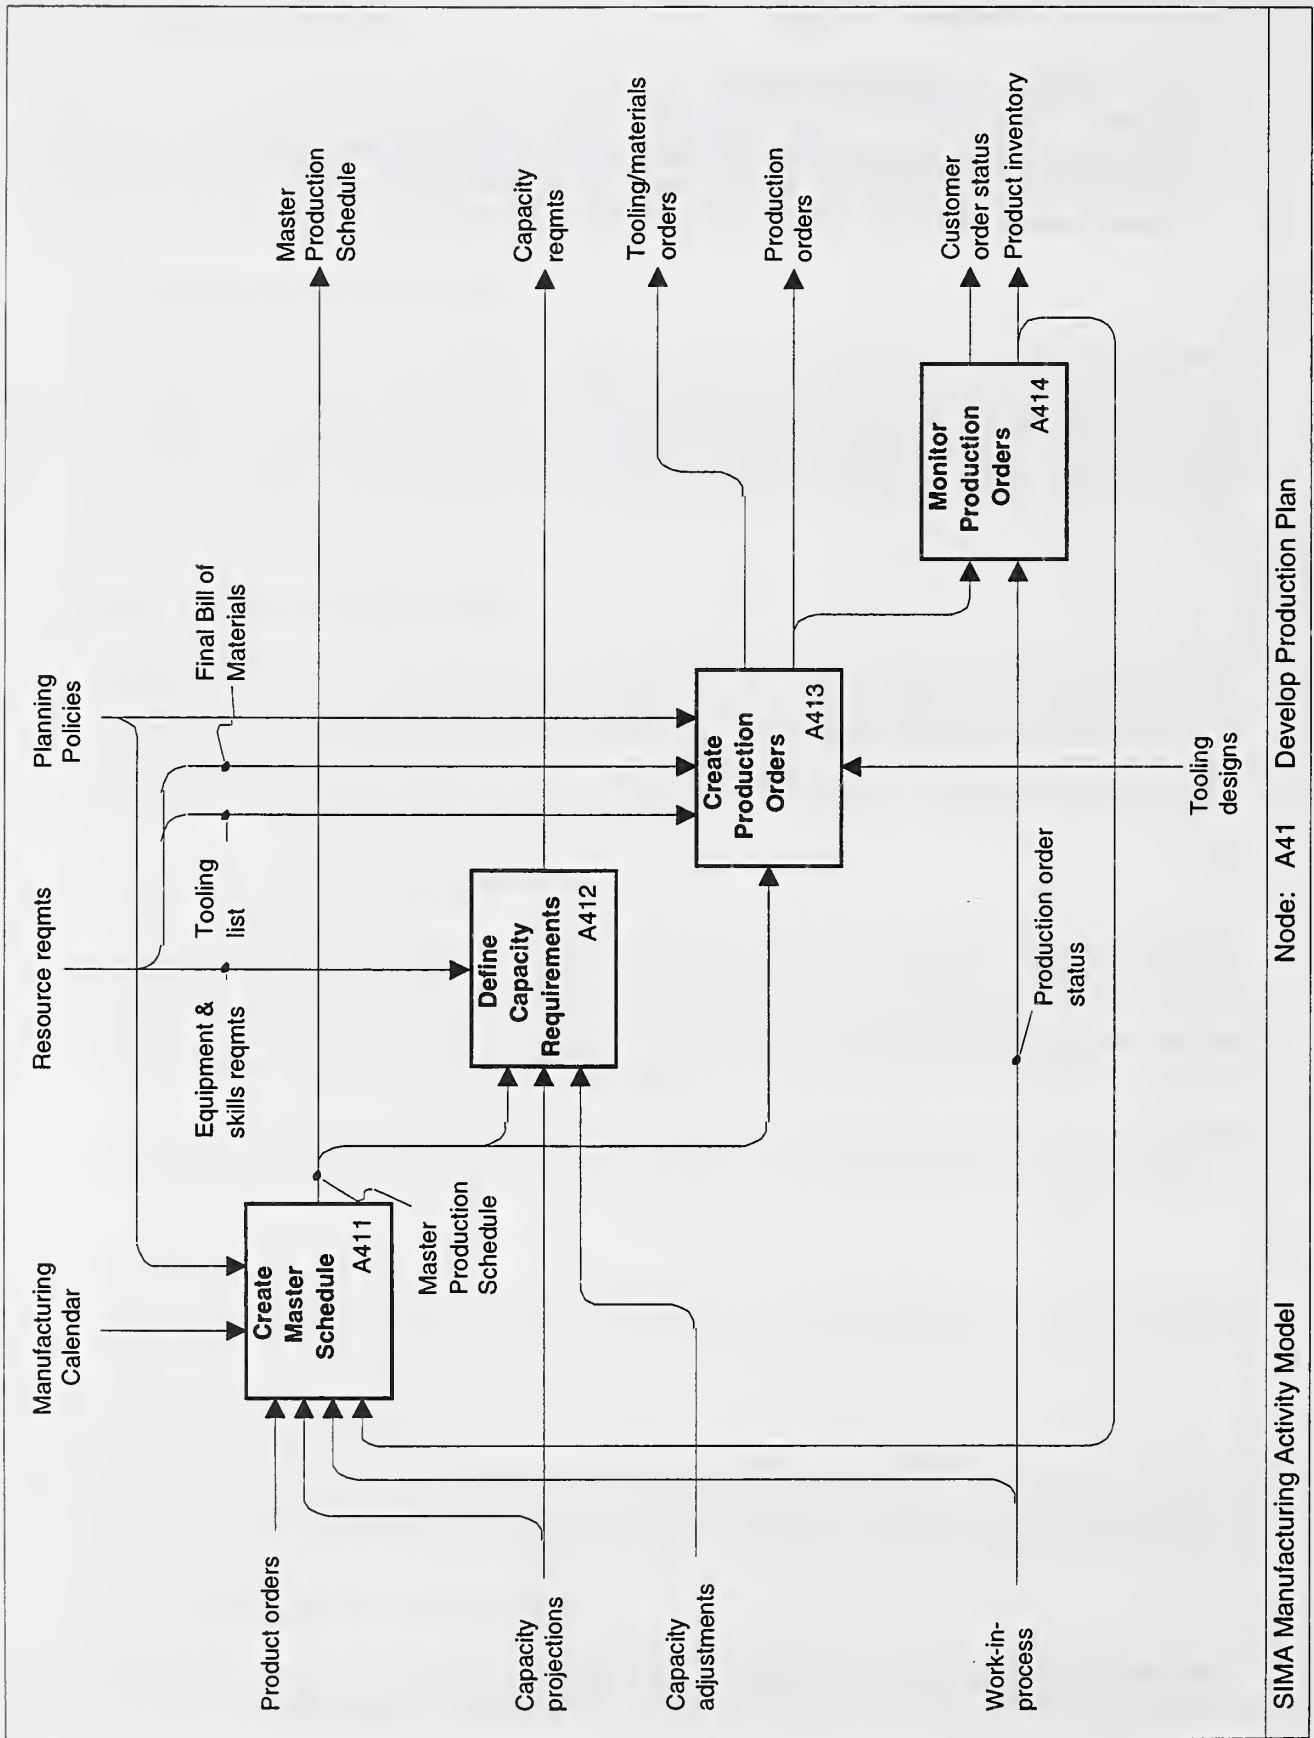 Manufacturing
Calendar
Resource reqmts
Planning
Policies
Equipment &
skills reqmts
Tooling
list
Final Bill of
Materials
Product orders
Create
Master
Schedule
A411
Master
Production
Schedule
Master
Production
Schedule
Capacity
projections
Define
Capacity
Requirements
A412
Capacity
reqmts
Capacity
adjustments
Create
Production
Orders
A413
Tooling/materials
orders
Production
orders
Work-in-
process
Production order
status
Monitor
Production
Orders
A414
Customer
order status
Product inventory
Tooling
designs
SIMA Manufacturing Activity Model
Node: A41 Develop Production Plan